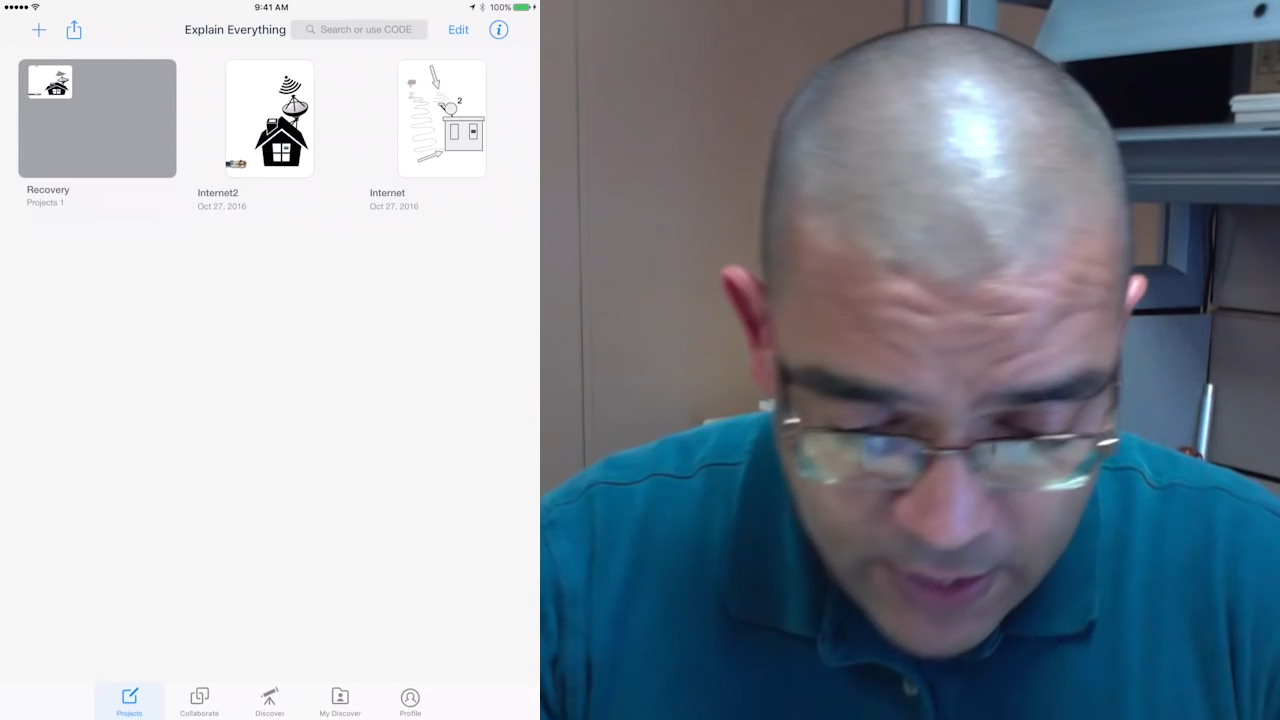 9:41 AM
100%
Explain Everything
Search or use CODE
Edit
Recovery
Projects 1
Internet2
Oct 27, 2016
2
Internet
Oct 27, 2016
Projects
Collaborate
Discover
My Discover
Profile